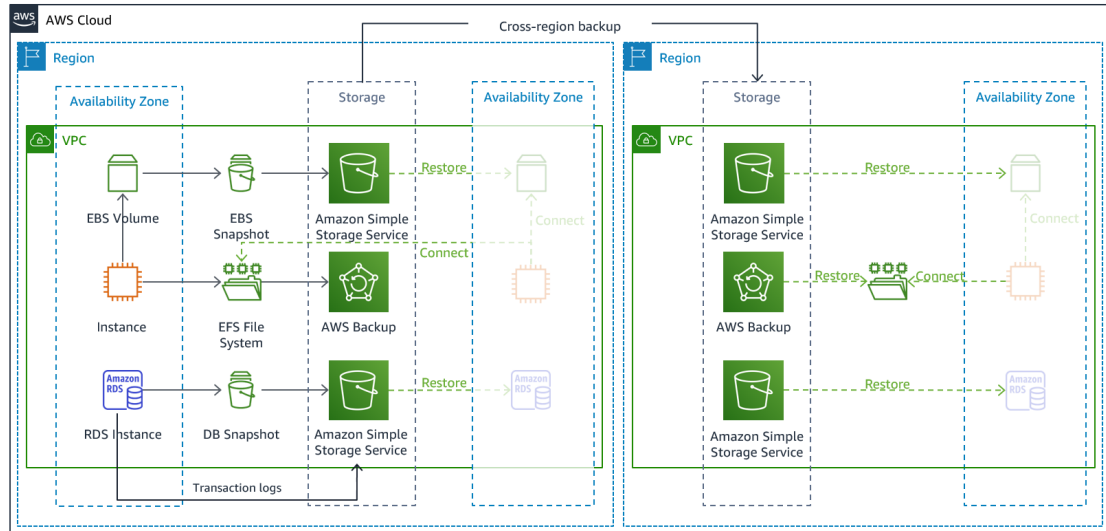 aws
AWS Cloud
Cross-region backup
Region
Region
Availability Zone
Storage
Availability Zone
Storage
Availability Zone
VPC
VPC
Restore
Restore
EBS Volume
EBS
Snapshot
Amazon Simple
Storage Service
Connect
Amazon Simple
Storage Service
Connect
Connect
Restore
Connect
Instance
EFS File
System
AWS Backup
AWS Backup
Amazon
RDS
Restore
Amazon
RDS
Restore
Amazon
RDS
RDS Instance
DB Snapshot
Amazon Simple
Storage Service
Amazon Simple
Storage Service
Transaction logs